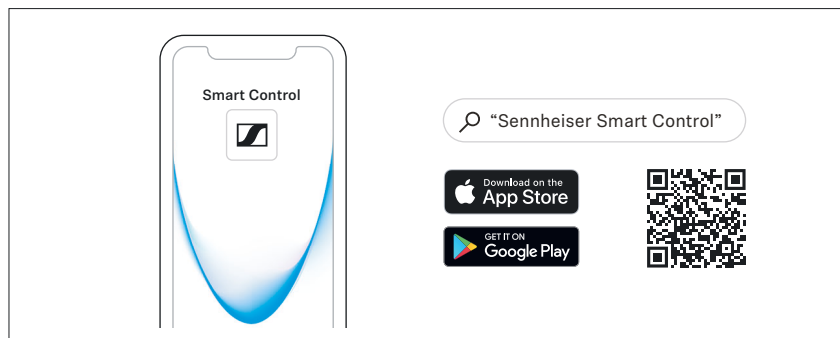 Smart Control
“Sennheiser Smart Control”
Download on the
App Store
GET IT ON
Google Play